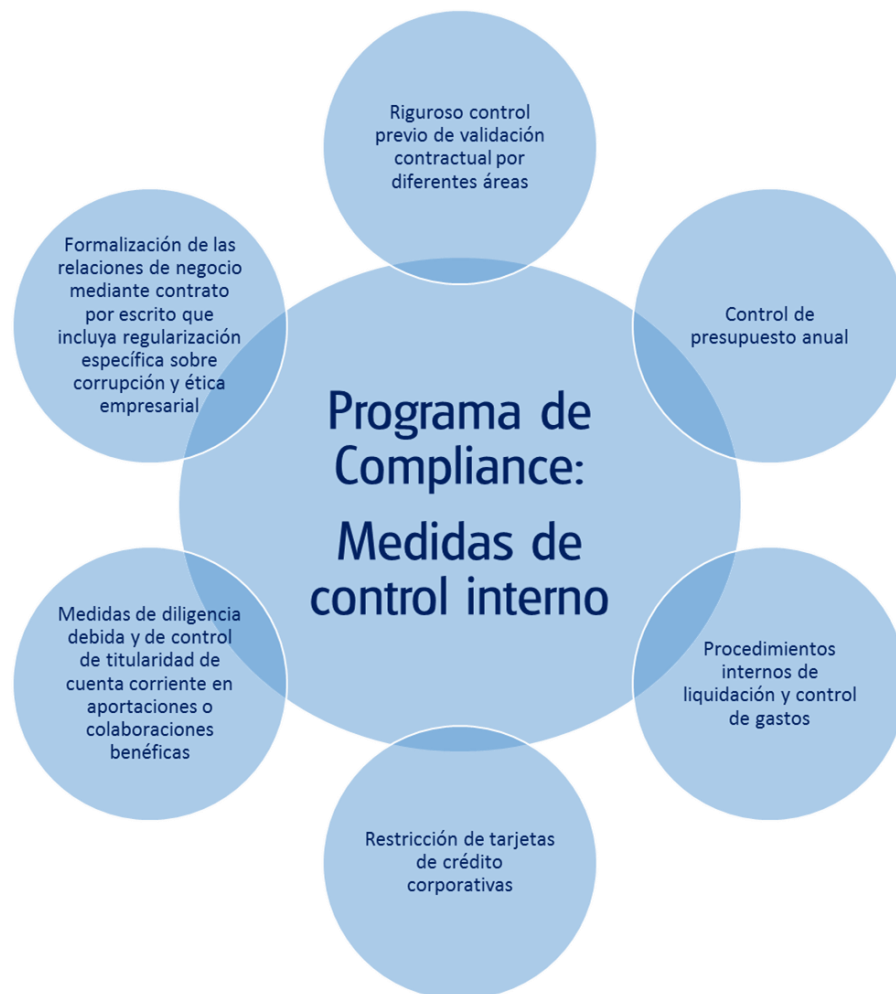 Riguroso control
previo de validación
contractual por
diferentes áreas
Control de
presupuesto anual
Procedimientos
internos de
liquidación y control
de gastos
Restricción de tarjetas
de crédito
corporativas
Medidas de diligencia
debida y de control
de titularidad de
cuenta corriente en
aportaciones o
colaboraciones
benéficas
Formalización de las
relaciones de negocio
mediante contrato
por escrito que
incluya regularización
específica sobre
corrupción y ética
empresarial
Programa de
Compliance:
Medidas de
control interno